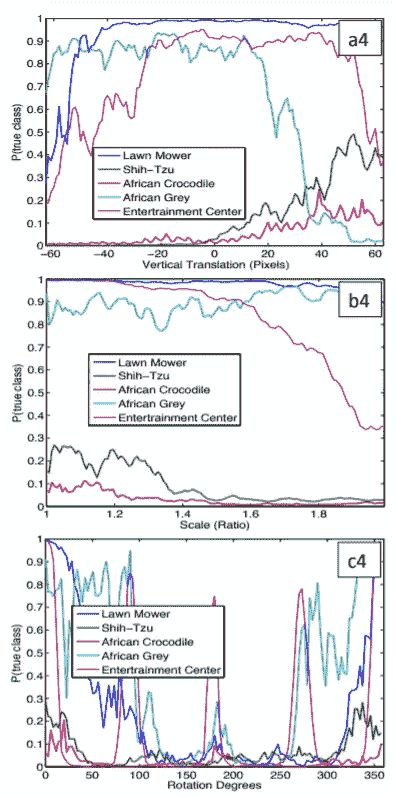 a4
P(true class)
1
0.9
0.8
0.7
0.6
0.5
0.4
0.3
0.2
0.1
0
Lawn Mower
Shih-Tzu
African Crocodile
African Grey
Entertrainment Center
-60 -40 -20 0 20 40 60
Vertical Translation (Pixels)
b4
P(true class)
1
0.9
0.8
0.7
0.6
0.5
0.4
0.3
0.2
0.1
0
Lawn Mower
Shih-Tzu
African Crocodile
African Grey
Entertrainment Center
1 1.2 1.4 1.6 1.8
Scale (Ratio)
c4
P(true class)
1
0.9
0.8
0.7
0.6
0.5
0.4
0.3
0.2
0.1
0
Lawn Mower
Shih-Tzu
African Crocodile
African Grey
Entertrainment Center
0 50 100 150 200 250 300 350
Rotation Degrees